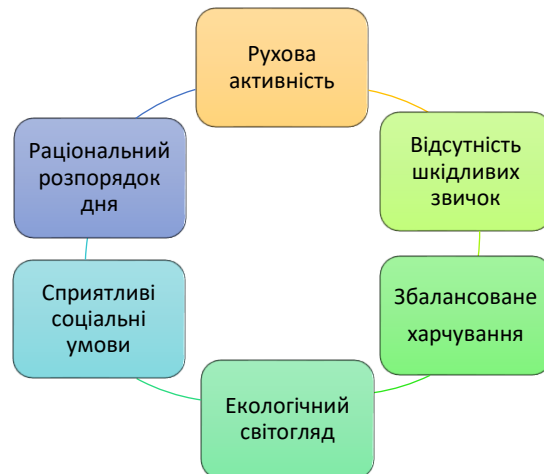 Рухова
активність
Відсутність
шкідливих
звичок
Збалансоване
харчування
Екологічний
світогляд
Сприятливі
соціальні
умови
Раціональний
розпорядок
дня